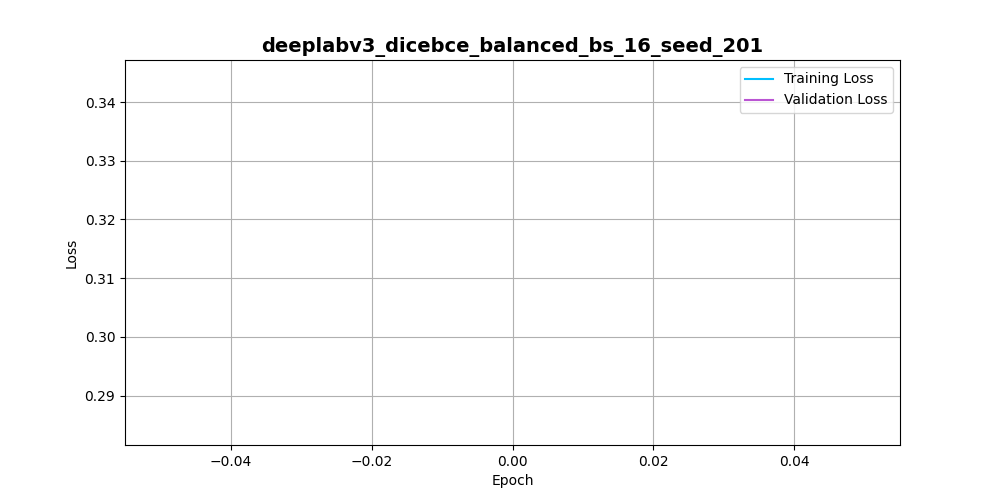 deeplabv3_dicebce_balanced_bs_16_seed_201
Training Loss
Validation Loss
0.34
0.33
0.32
0.31
0.30
0.29
Loss
−0.04
−0.02
0.00
0.02
0.04
Epoch